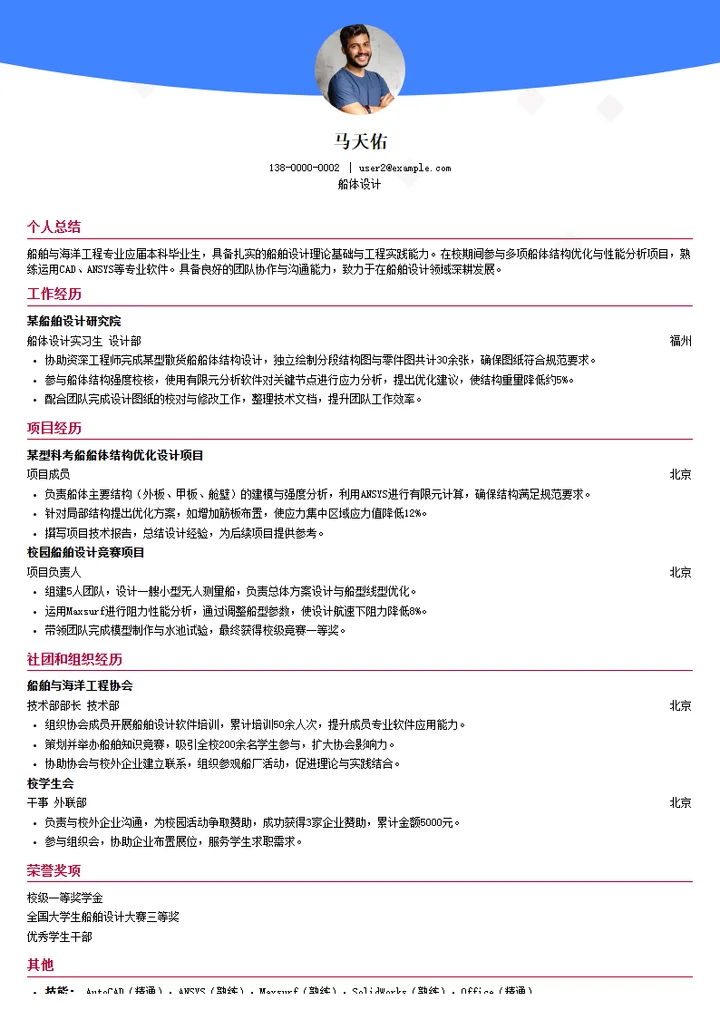 马天佑
138-0000-0002 | user2@example.com
船体设计
个人总结
船舶与海洋工程专业应届本科毕业生，具备扎实的船舶设计理论基础与工程实践能力。在校期间参与多项船体结构优化与性能分析项目，熟
练运用CAD、ANSYS等专业软件。具备良好的团队协作与沟通能力，致力于在船舶设计领域深耕发展。
工作经历
某船舶设计研究院
船体设计实习生 设计部 福州
• 协助资深工程师完成某型散货船船体结构设计，独立绘制分段结构图与零件图共计30余张，确保图纸符合规范要求。
• 参与船体结构强度校核，使用有限元分析软件对关键节点进行应力分析，提出优化建议，使结构重量降低约5%。
• 配合团队完成设计图纸的校对与修改工作，整理技术文档，提升团队工作效率。
项目经历
某型科考船船体结构优化设计项目
项目成员 北京
• 负责船体主要结构（外板、甲板、舱壁）的建模与强度分析，利用ANSYS进行有限元计算，确保结构满足规范要求。
• 针对局部结构提出优化方案，如增加筋板布置，使应力集中区域应力值降低12%。
• 撰写项目技术报告，总结设计经验，为后续项目提供参考。
校园船舶设计竞赛项目
项目负责人 北京
• 组建5人团队，设计一艘小型无人测量船，负责总体方案设计与船型线型优化。
• 运用Maxsurf进行阻力性能分析，通过调整船型参数，使设计航速下阻力降低8%。
• 带领团队完成模型制作与水池试验，最终获得校级竞赛一等奖。
社团和组织经历
船舶与海洋工程协会
技术部部长 技术部 北京
• 组织协会成员开展船舶设计软件培训，累计培训50余人次，提升成员专业软件应用能力。
• 策划并举办船舶知识竞赛，吸引全校200余名学生参与，扩大协会影响力。
• 协助协会与校外企业建立联系，组织参观船厂活动，促进理论与实践结合。
校学生会
干事 外联部 北京
• 负责与校外企业沟通，为校园活动争取赞助，成功获得3家企业赞助，累计金额5000元。
• 参与组织会，协助企业布置展位，服务学生求职需求。
荣誉奖项
校级一等奖学金
全国大学生船舶设计大赛三等奖
优秀学生干部
其他
• 技能： AutoCAD（精通）、ANSYS（熟练）、Maxsurf（熟练）、SolidWorks（熟练）、Office（精通）